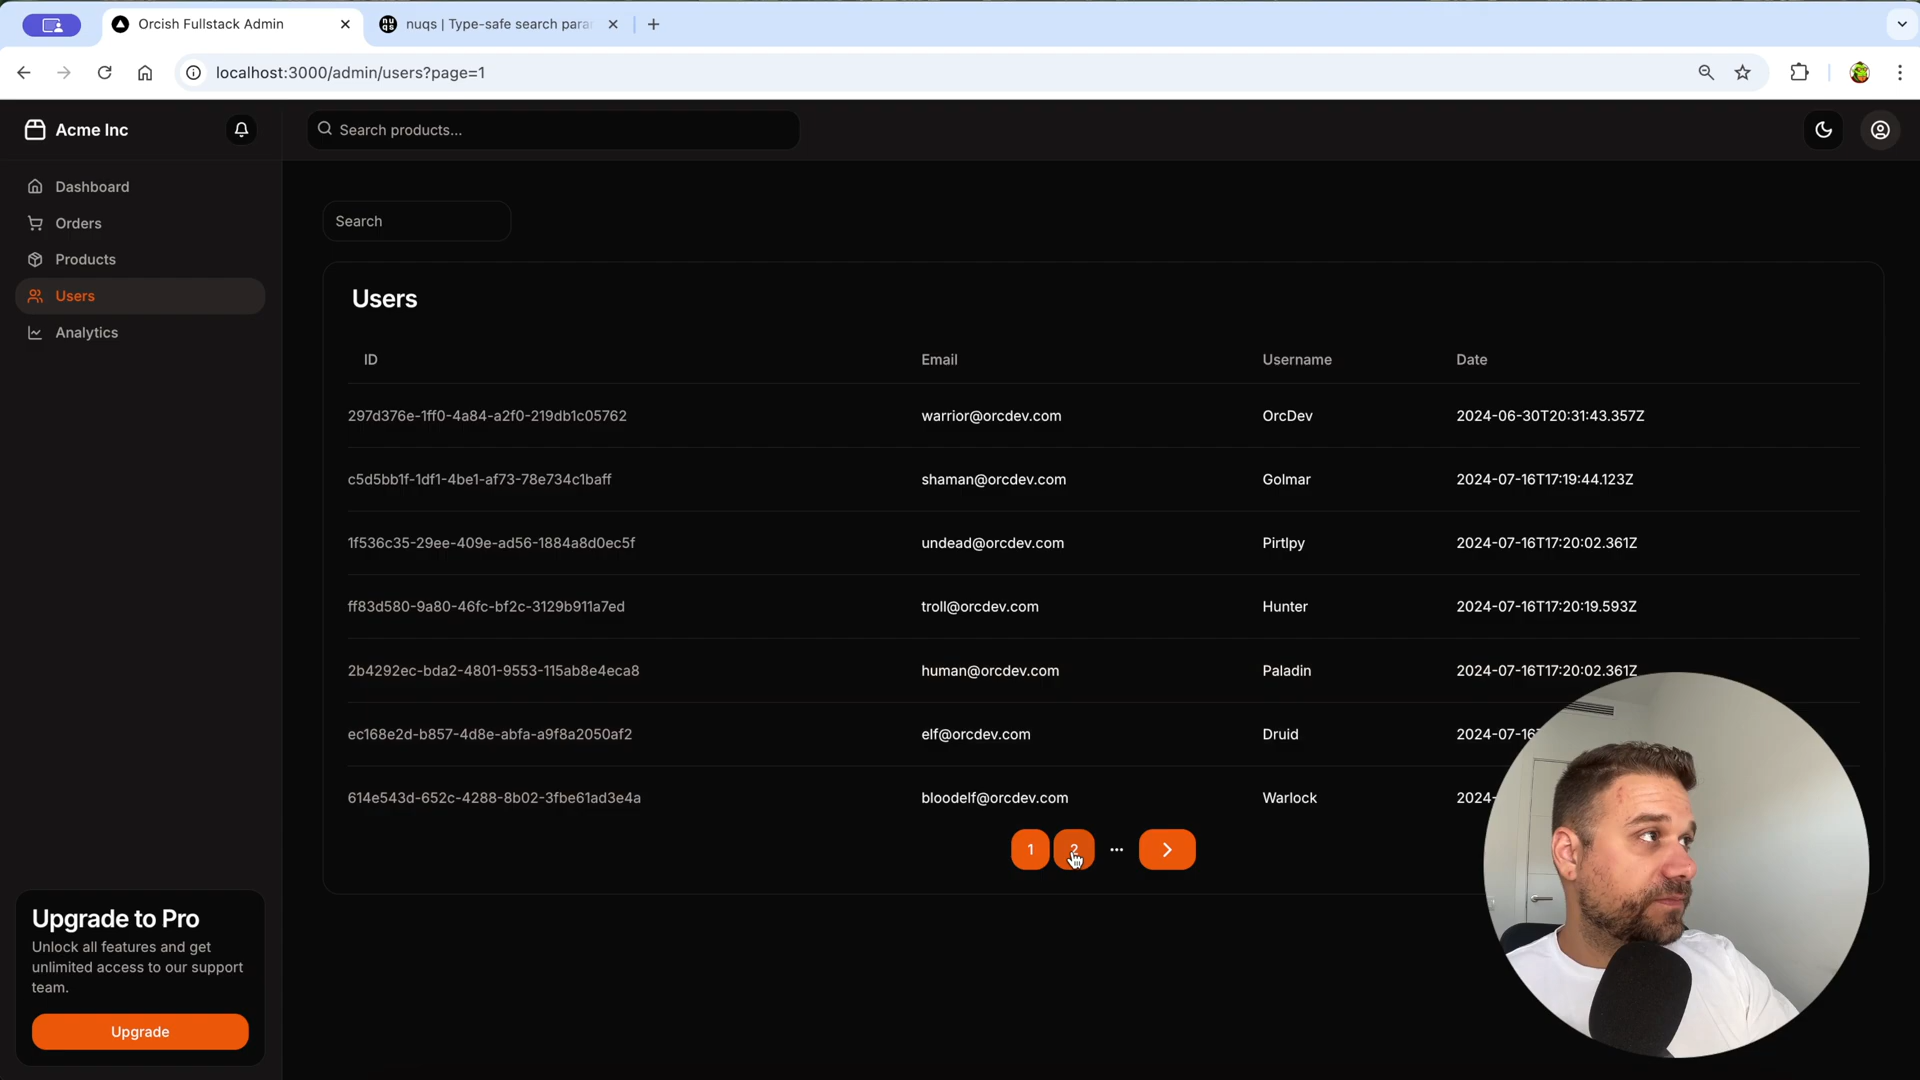 Orcish Fullstack Admin
nuqs | Type-safe search para
localhost:3000/admin/users?page=1
Acme Inc
Search products...
Dashboard
Orders
Products
Users
Analytics
Search
Users
ID Email Username Date
297d376e-1ff0-4a84-a2f0-219db1c05762 warrior@orcdev.com OrcDev 2024-06-30T20:31:43.357Z
c5d5bb1f-1df1-4be1-af73-78e734c1baff shaman@orcdev.com Golmar 2024-07-16T17:19:44.123Z
1f536c35-29ee-409e-ad56-1884a8d0ec5f undead@orcdev.com Pirtlpy 2024-07-16T17:20:02.361Z
ff83d580-9a80-46fc-bf2c-3129b911a7ed troll@orcdev.com Hunter 2024-07-16T17:20:19.593Z
2b4292ec-bda2-4801-9553-115ab8e4eca8 human@orcdev.com Paladin 2024-07-16T17:20:02.361Z
ec168e2d-b857-4d8e-abfa-a9f8a2050af2 elf@orcdev.com Druid 2024-07-16
614e543d-652c-4288-8b02-3fbe61ad3e4a bloodelf@orcdev.com Warlock 2024-
1 2 ...
Upgrade to Pro
Unlock all features and get
unlimited access to our support
team.
Upgrade